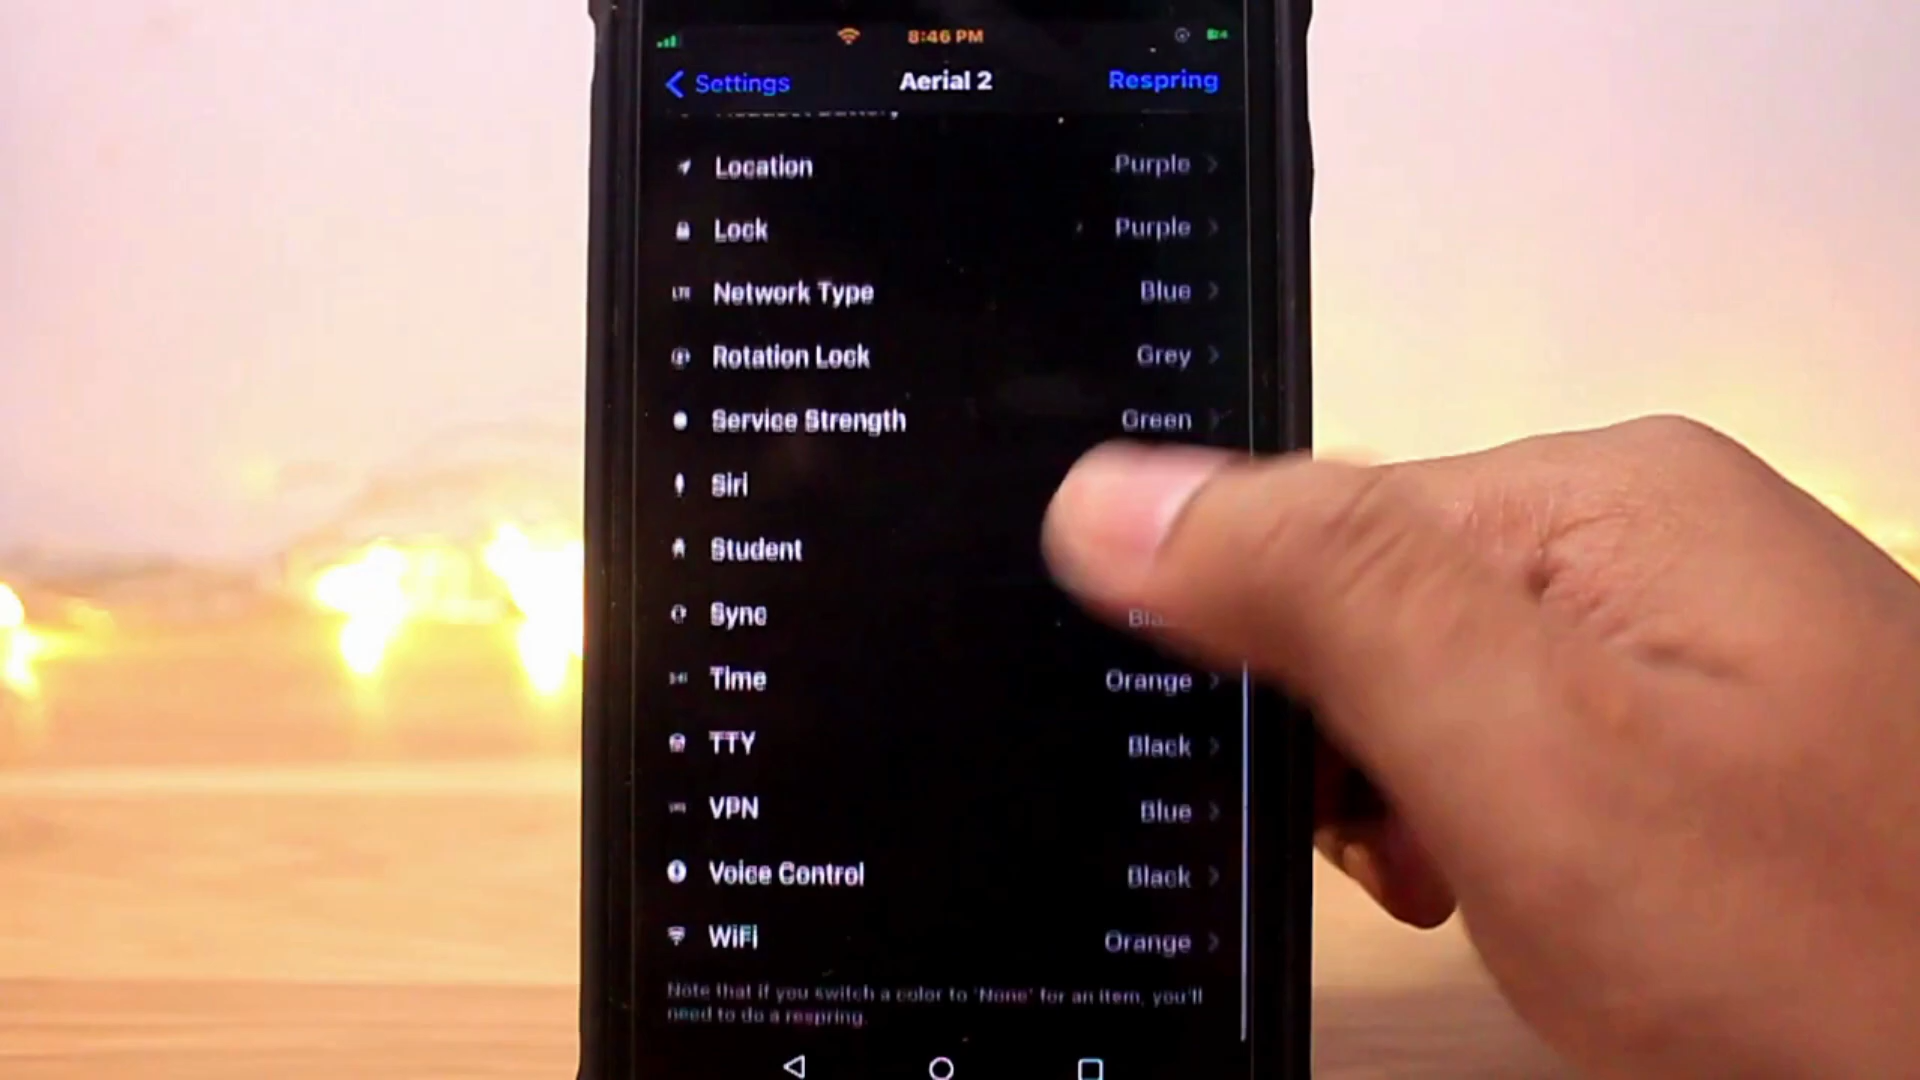 8:46 PM
Settings
Aerial 2
Respring
Location Purple
Lock Purple
LTE Network Type Blue
Rotation Lock Grey
Service Strength Green
Siri
Student
Sync
Time Orange
TTY Black
VPN Blue
Voice Control Black
WiFi Orange
Note that if you switch a color to 'None' for an item, you'll
need to do a respring.